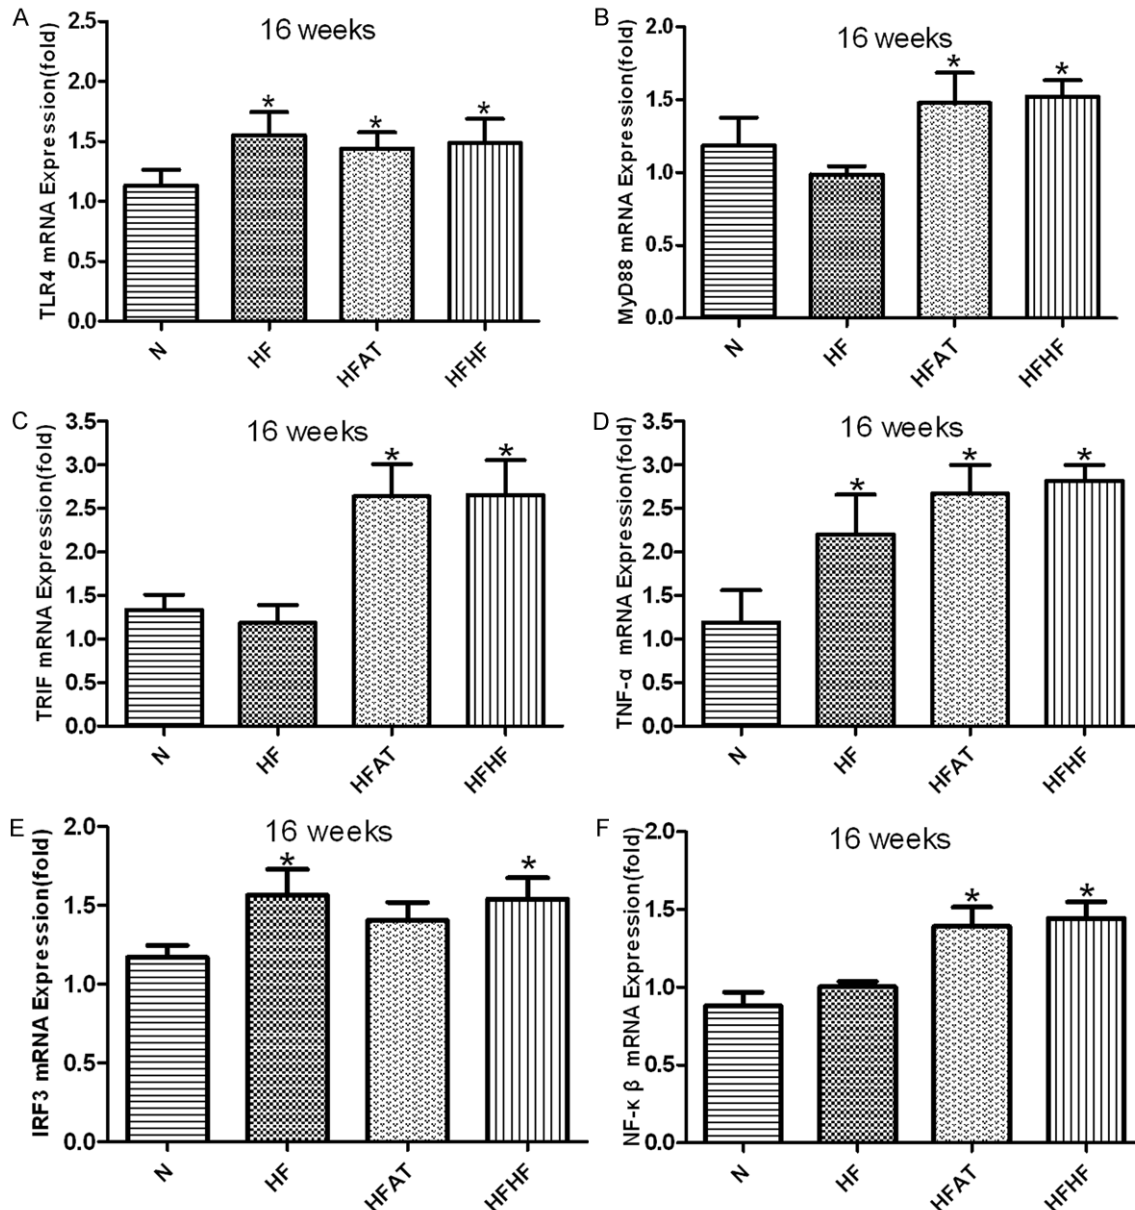 A
16 weeks
TLR4 mRNA Expression(fold)
2.5
2.0
1.5
1.0
0.5
0.0
*
*
*
N
HF
HFAT
HFHF
B
16 weeks
MyD88 mRNA Expression(fold)
2.0
1.5
1.0
0.5
0.0
*
*
N
HF
HFAT
HFHF
C
16 weeks
TRIF mRNA Expression(fold)
3.5
3.0
2.5
2.0
1.5
1.0
0.5
0.0
*
*
N
HF
HFAT
HFHF
D
16 weeks
TNF-α mRNA Expression(fold)
3.5
3.0
2.5
2.0
1.5
1.0
0.5
0.0
*
*
*
N
HF
HFAT
HFHF
E
16 weeks
IRF3 mRNA Expression(fold)
2.0
1.5
1.0
0.5
0.0
*
*
N
HF
HFAT
HFHF
F
16 weeks
NF-κ β mRNA Expression(fold)
2.0
1.5
1.0
0.5
0.0
*
*
N
HF
HFAT
HFHF